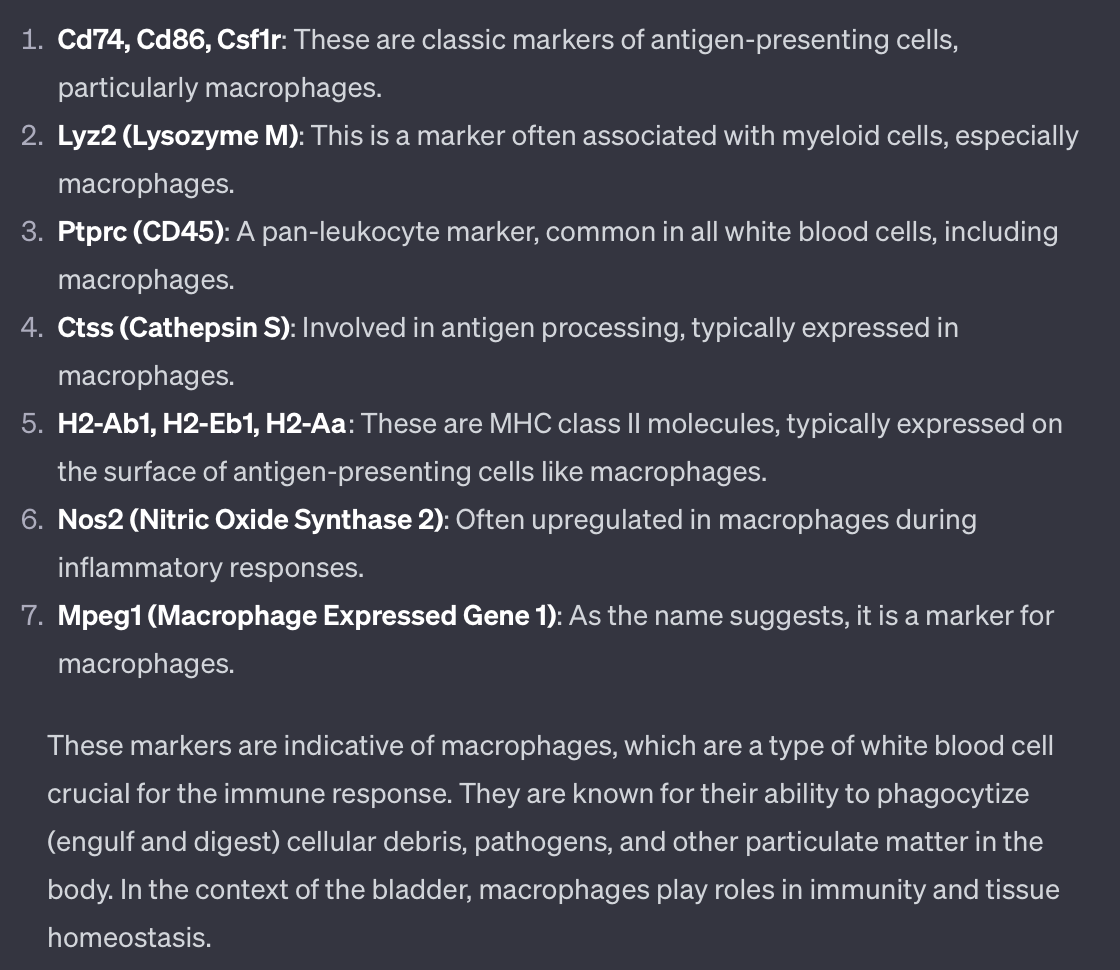 1. Cd74, Cd86, Csf1r: These are classic markers of antigen-presenting cells,
particularly macrophages.
2. Lyz2 (Lysozyme M): This is a marker often associated with myeloid cells, especially
macrophages.
3. Ptprc (CD45): A pan-leukocyte marker, common in all white blood cells, including
macrophages.
4. Ctss (Cathepsin S): Involved in antigen processing, typically expressed in
macrophages.
5. H2-Ab1, H2-Eb1, H2-Aa: These are MHC class II molecules, typically expressed on
the surface of antigen-presenting cells like macrophages.
6. Nos2 (Nitric Oxide Synthase 2): Often upregulated in macrophages during
inflammatory responses.
7. Mpeg1 (Macrophage Expressed Gene 1): As the name suggests, it is a marker for
macrophages.
These markers are indicative of macrophages, which are a type of white blood cell
crucial for the immune response. They are known for their ability to phagocytize
(engulf and digest) cellular debris, pathogens, and other particulate matter in the
body. In the context of the bladder, macrophages play roles in immunity and tissue
homeostasis.